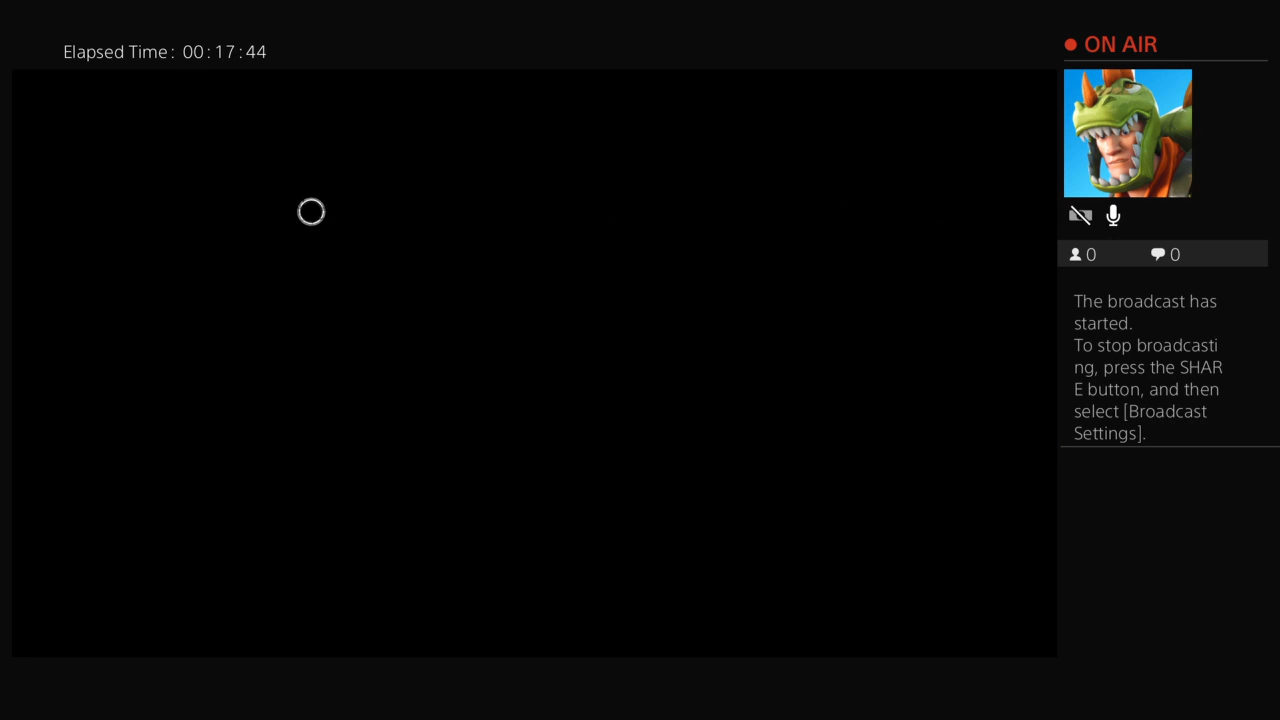 Elapsed Time: 00:17:44
ON AIR
0 0
The broadcast has
started.
To stop broadcasti
ng, press the SHAR
E button, and then
select [Broadcast
Settings].